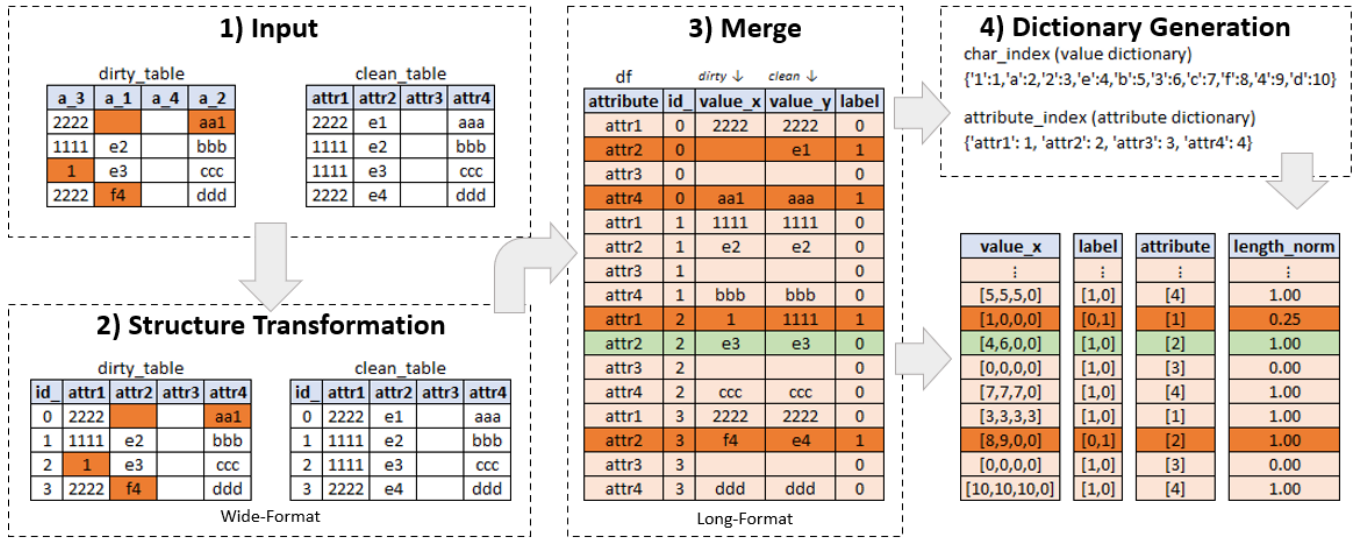 1) Input
dirty_table
a_3 a_1 a_4 a_2
2222 aa1
1111 e2 bbb
1 e3 ccc
2222 f4 ddd
clean_table
attr1 attr2 attr3 attr4
2222 e1 aaa
1111 e2 bbb
1111 e3 ccc
2222 e4 ddd
2) Structure Transformation
dirty_table
id_ attr1 attr2 attr3 attr4
0 2222 aa1
1 1111 e2 bbb
2 1 e3 ccc
3 2222 f4 ddd
clean_table
id_ attr1 attr2 attr3 attr4
0 2222 e1 aaa
1 1111 e2 bbb
2 1111 e3 ccc
3 2222 e4 ddd
Wide-Format
3) Merge
df dirty ↓ clean ↓
attribute id_ value_x value_y label
attr1 0 2222 2222 0
attr2 0 e1 1
attr3 0 0
attr4 0 aa1 aaa 1
attr1 1 1111 1111 0
attr2 1 e2 e2 0
attr3 1 0
attr4 1 bbb bbb 0
attr1 2 1 1111 1
attr2 2 e3 e3 0
attr3 2 0
attr4 2 ccc ccc 0
attr1 3 2222 2222 0
attr2 3 f4 e4 1
attr3 3 0
attr4 3 ddd ddd 0
Long-Format
4) Dictionary Generation
char_index (value dictionary)
{'1':1,'a':2,'2':3,'e':4,'b':5,'3':6,'c':7,'f':8,'4':9,'d':10}
attribute_index (attribute dictionary)
{'attr1': 1, 'attr2': 2, 'attr3': 3, 'attr4': 4}
value_x label attribute length_norm
⋮ ⋮ ⋮ ⋮
[5,5,5,0] [1,0] [4] 1.00
[1,0,0,0] [0,1] [1] 0.25
[4,6,0,0] [1,0] [2] 1.00
[0,0,0,0] [1,0] [3] 0.00
[7,7,7,0] [1,0] [4] 1.00
[3,3,3,3] [1,0] [1] 1.00
[8,9,0,0] [0,1] [2] 1.00
[0,0,0,0] [1,0] [3] 0.00
[10,10,10,0] [1,0] [4] 1.00